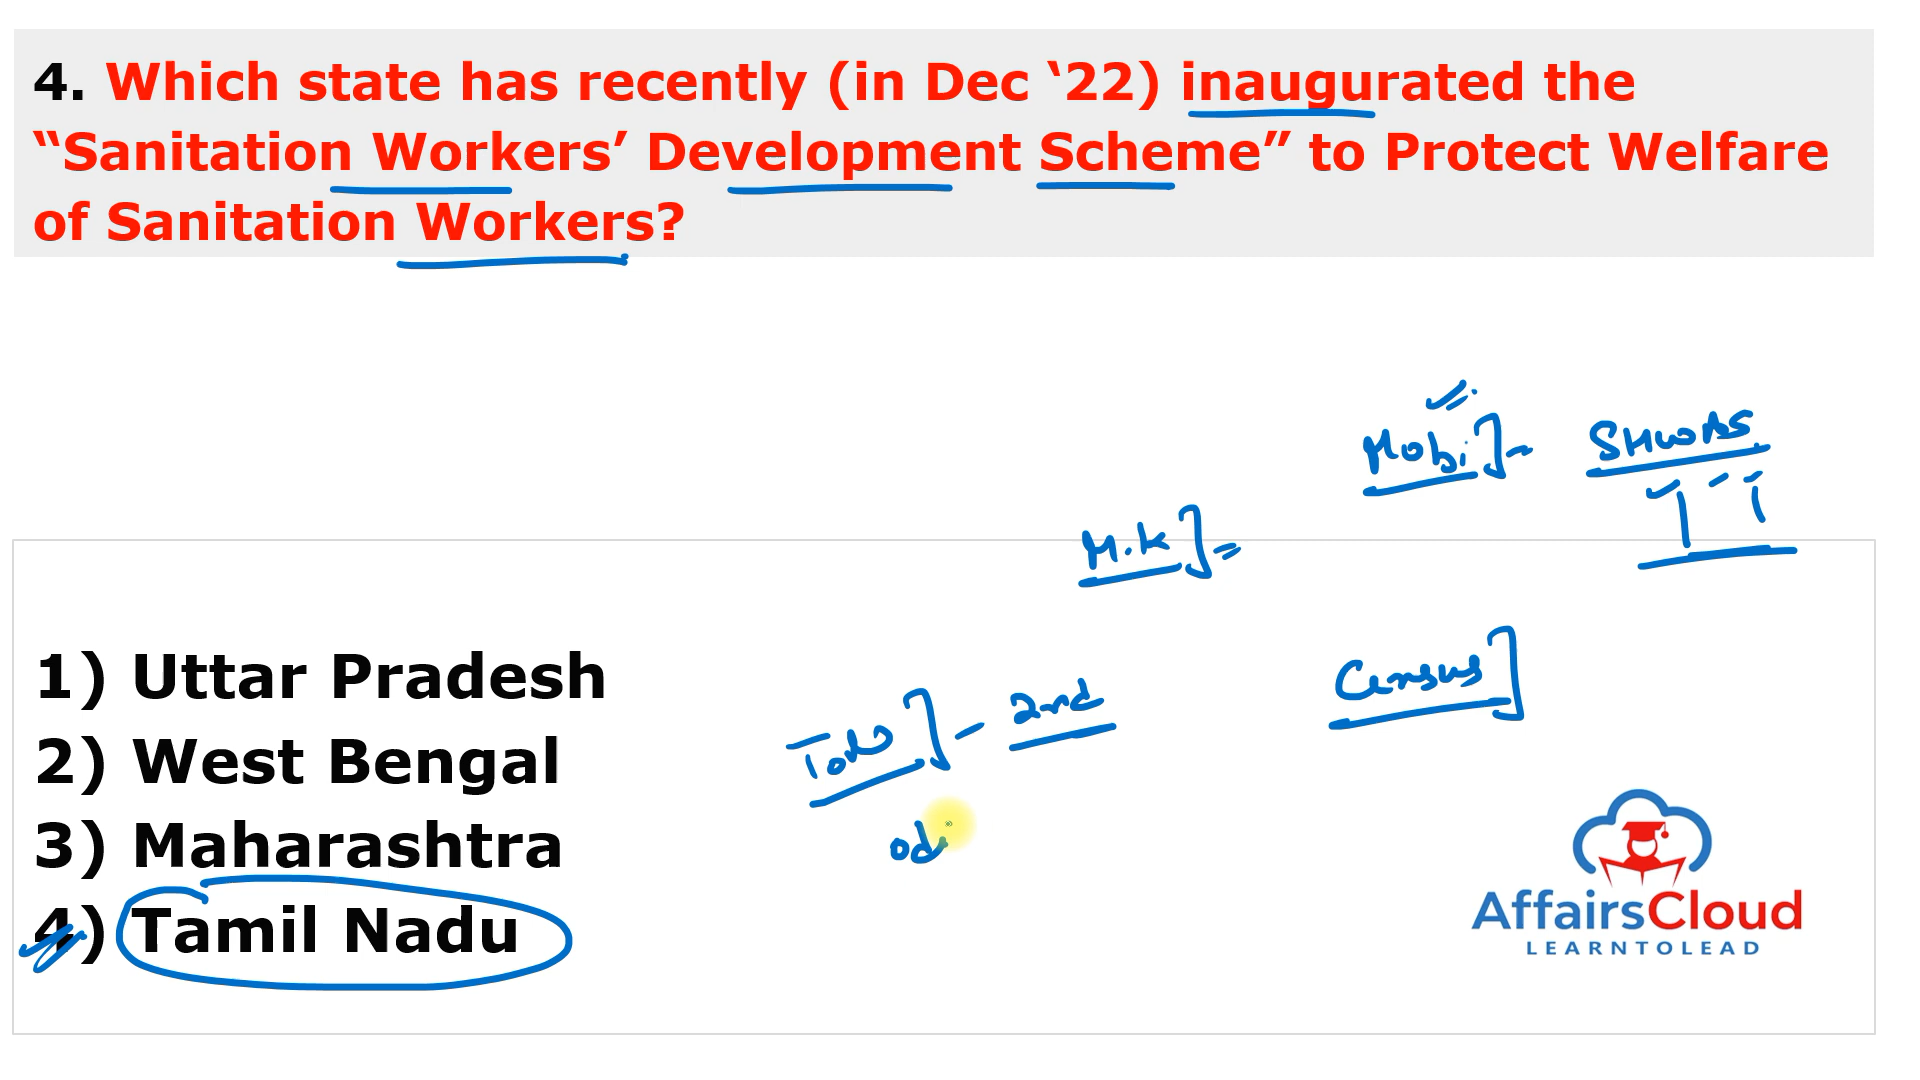 4. Which state has recently (in Dec ‘22) inaugurated the
“Sanitation Workers’ Development Scheme” to Protect Welfare
of Sanitation Workers?
Mobi] - SHWAS
M.K] =
Census]
] - 2nd
od
1) Uttar Pradesh
2) West Bengal
3) Maharashtra
4) Tamil Nadu
AffairsCloud
LEARNTOLEAD